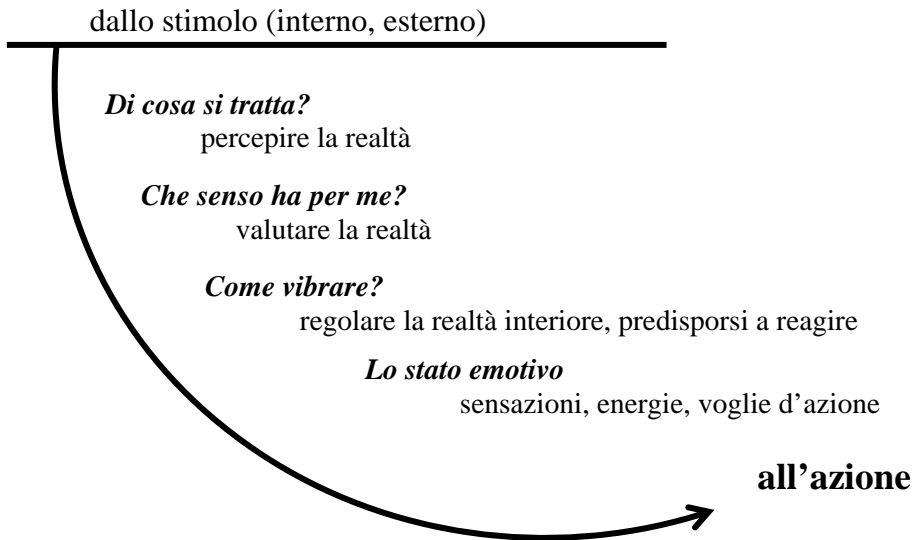 dallo stimolo (interno, esterno)
Di cosa si tratta?
percepire la realtà
Che senso ha per me?
valutare la realtà
Come vibrare?
regolare la realtà interiore, predisporsi a reagire
Lo stato emotivo
sensazioni, energie, voglie d’azione
all’azione